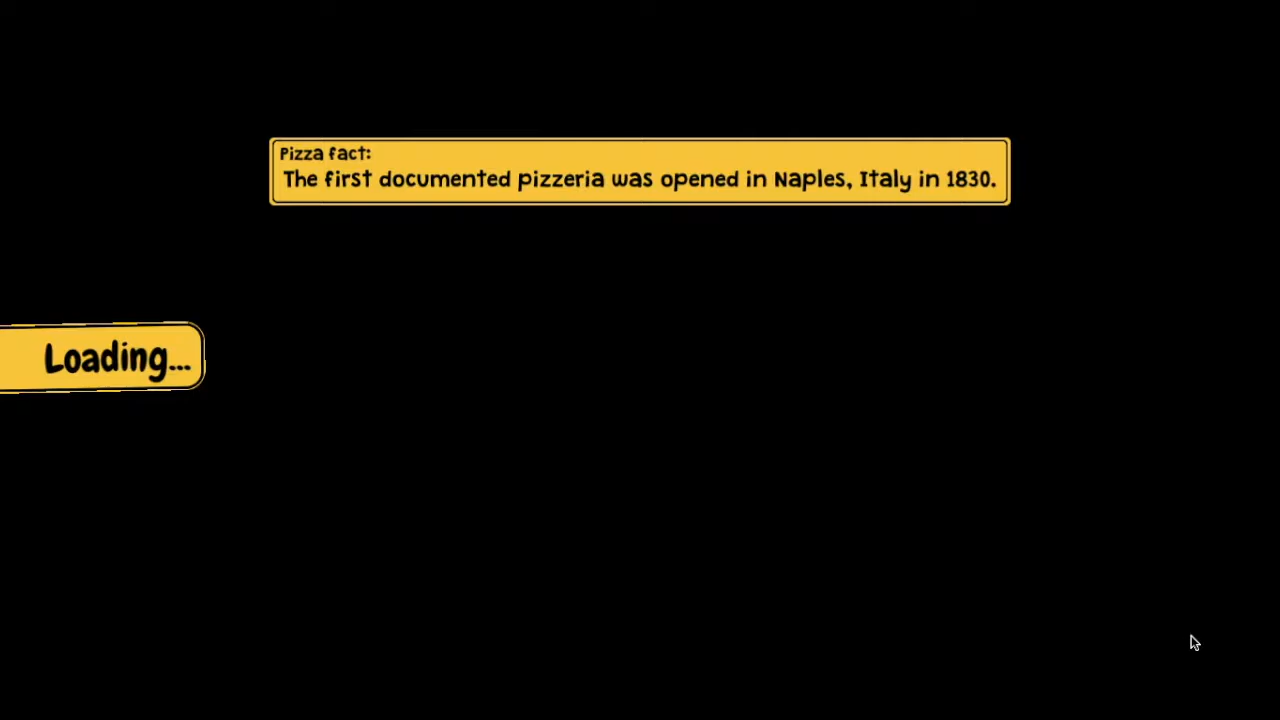 Pizza fact:
The first documented pizzeria was opened in Naples, Italy in 1830.
Loading...